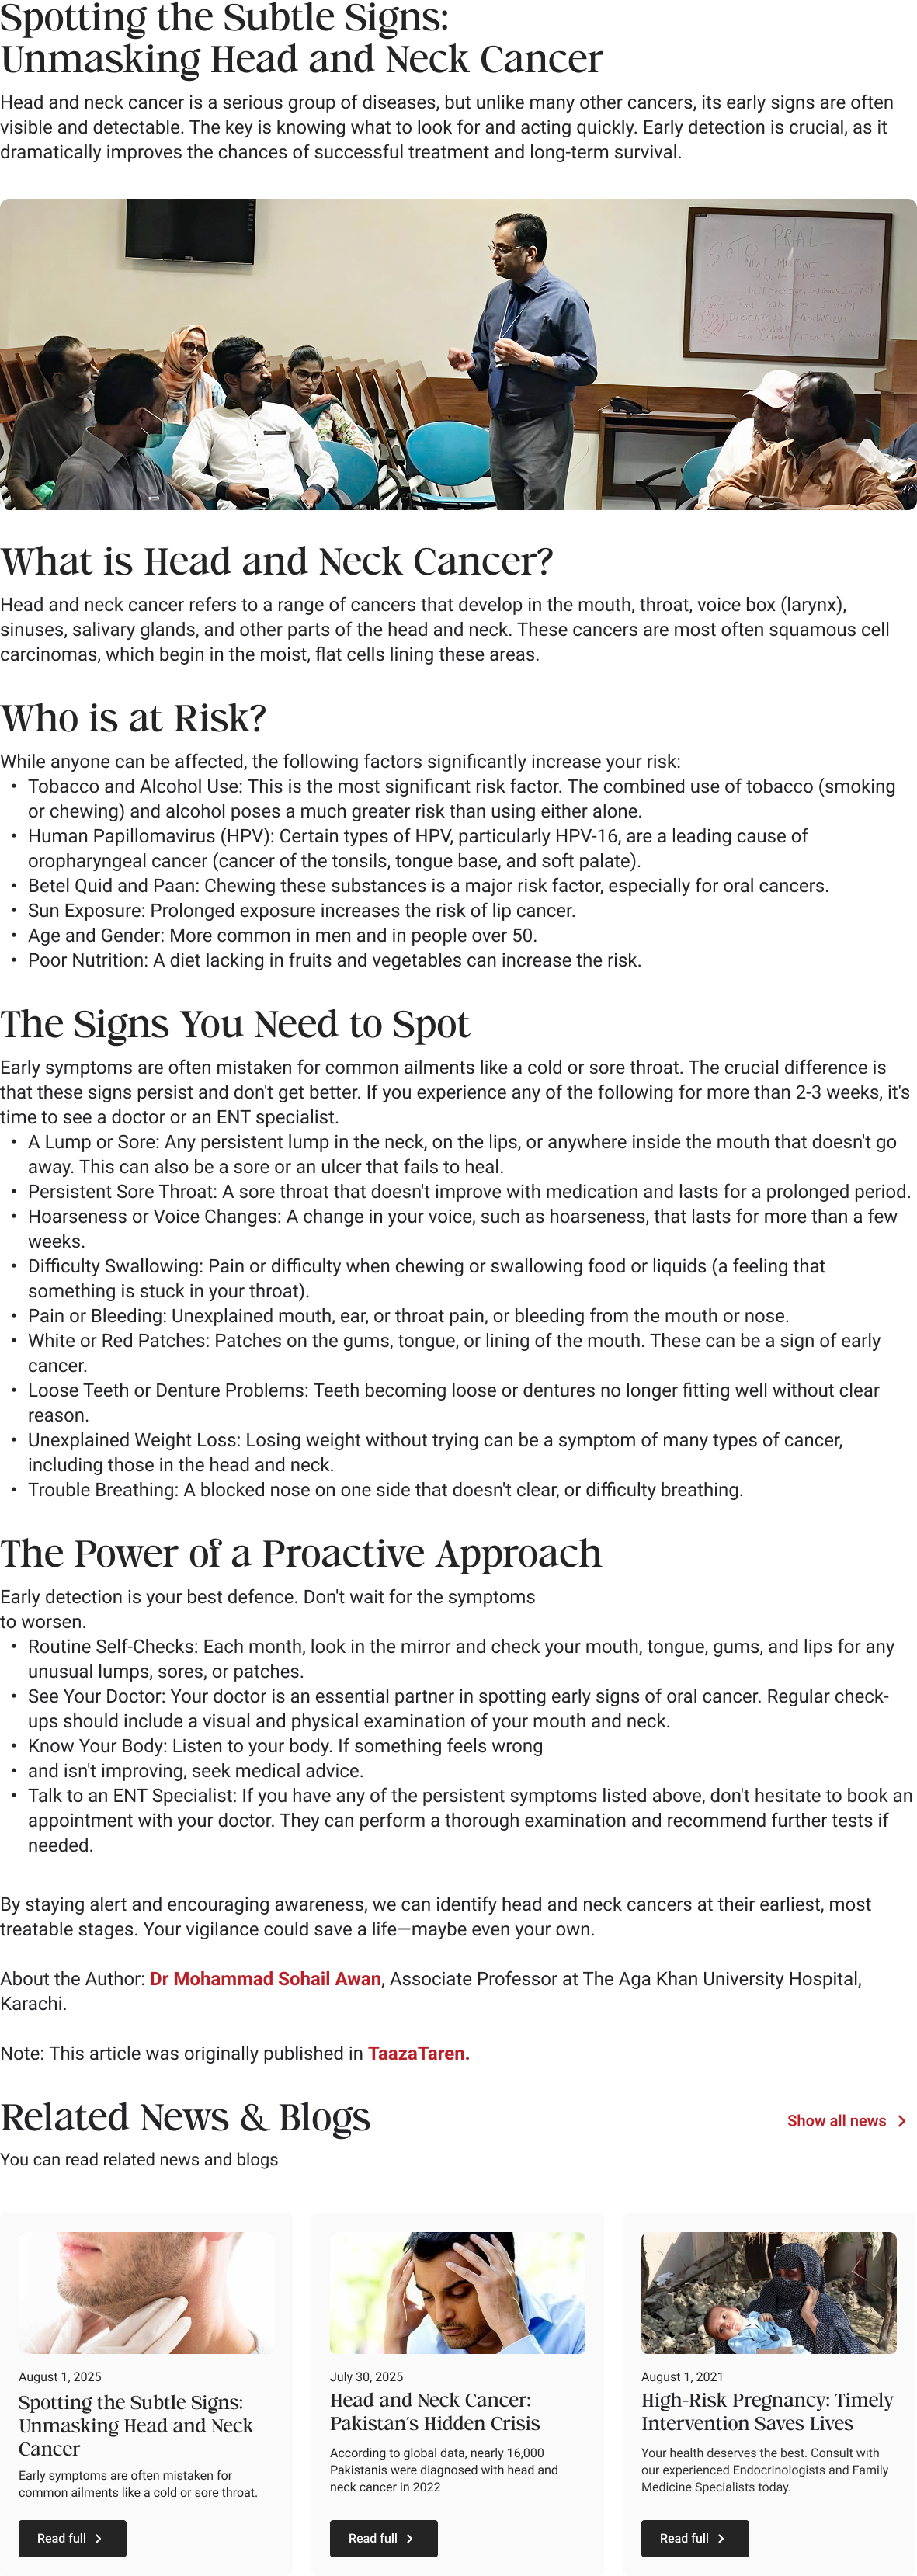 Spotting the Subtle Signs:
Unmasking Head and Neck Cancer
Head and neck cancer is a serious group of diseases, but unlike many other cancers, its early signs are often
visible and detectable. The key is knowing what to look for and acting quickly. Early detection is crucial, as it
dramatically improves the chances of successful treatment and long-term survival.
SOTO PRAL
What is Head and Neck Cancer?
Head and neck cancer refers to a range of cancers that develop in the mouth, throat, voice box (larynx),
sinuses, salivary glands, and other parts of the head and neck. These cancers are most often squamous cell
carcinomas, which begin in the moist, flat cells lining these areas.
Who is at Risk?
While anyone can be affected, the following factors significantly increase your risk:
• Tobacco and Alcohol Use: This is the most significant risk factor. The combined use of tobacco (smoking
or chewing) and alcohol poses a much greater risk than using either alone.
• Human Papillomavirus (HPV): Certain types of HPV, particularly HPV-16, are a leading cause of
oropharyngeal cancer (cancer of the tonsils, tongue base, and soft palate).
• Betel Quid and Paan: Chewing these substances is a major risk factor, especially for oral cancers.
• Sun Exposure: Prolonged exposure increases the risk of lip cancer.
• Age and Gender: More common in men and in people over 50.
• Poor Nutrition: A diet lacking in fruits and vegetables can increase the risk.
The Signs You Need to Spot
Early symptoms are often mistaken for common ailments like a cold or sore throat. The crucial difference is
that these signs persist and don't get better. If you experience any of the following for more than 2-3 weeks, it's
time to see a doctor or an ENT specialist.
• A Lump or Sore: Any persistent lump in the neck, on the lips, or anywhere inside the mouth that doesn't go
away. This can also be a sore or an ulcer that fails to heal.
• Persistent Sore Throat: A sore throat that doesn't improve with medication and lasts for a prolonged period.
• Hoarseness or Voice Changes: A change in your voice, such as hoarseness, that lasts for more than a few
weeks.
• Difficulty Swallowing: Pain or difficulty when chewing or swallowing food or liquids (a feeling that
something is stuck in your throat).
• Pain or Bleeding: Unexplained mouth, ear, or throat pain, or bleeding from the mouth or nose.
• White or Red Patches: Patches on the gums, tongue, or lining of the mouth. These can be a sign of early
cancer.
• Loose Teeth or Denture Problems: Teeth becoming loose or dentures no longer fitting well without clear
reason.
• Unexplained Weight Loss: Losing weight without trying can be a symptom of many types of cancer,
including those in the head and neck.
• Trouble Breathing: A blocked nose on one side that doesn't clear, or difficulty breathing.
The Power of a Proactive Approach
Early detection is your best defence. Don't wait for the symptoms
to worsen.
• Routine Self-Checks: Each month, look in the mirror and check your mouth, tongue, gums, and lips for any
unusual lumps, sores, or patches.
• See Your Doctor: Your doctor is an essential partner in spotting early signs of oral cancer. Regular check-
ups should include a visual and physical examination of your mouth and neck.
• Know Your Body: Listen to your body. If something feels wrong
• and isn't improving, seek medical advice.
• Talk to an ENT Specialist: If you have any of the persistent symptoms listed above, don't hesitate to book an
appointment with your doctor. They can perform a thorough examination and recommend further tests if
needed.
By staying alert and encouraging awareness, we can identify head and neck cancers at their earliest, most
treatable stages. Your vigilance could save a life—maybe even your own.
About the Author: Dr Mohammad Sohail Awan, Associate Professor at The Aga Khan University Hospital,
Karachi.
Note: This article was originally published in TaazaTaren.
Related News & Blogs
Show all news
You can read related news and blogs
August 1, 2025
Spotting the Subtle Signs:
Unmasking Head and Neck
Cancer
Early symptoms are often mistaken for
common ailments like a cold or sore throat.
Read full
July 30, 2025
Head and Neck Cancer:
Pakistan's Hidden Crisis
According to global data, nearly 16,000
Pakistanis were diagnosed with head and
neck cancer in 2022
Read full
August 1, 2021
High-Risk Pregnancy: Timely
Intervention Saves Lives
Your health deserves the best. Consult with
our experienced Endocrinologists and Family
Medicine Specialists today.
Read full